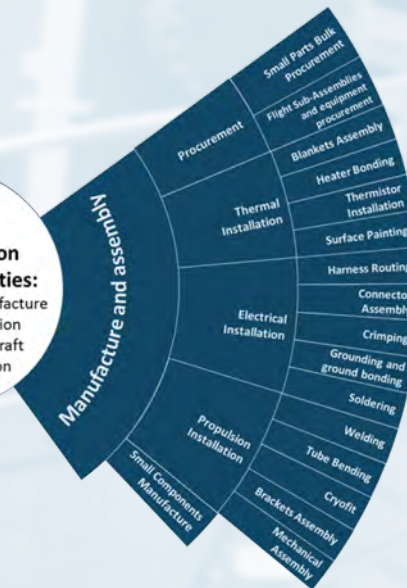 on
ties:
facture
ion
raft
on
Manufacture and assembly
Procurement
Small Parts Bulk
Procurement
Flight Sub-Assemblies
and equipment
procurement
Thermal
Installation
Blankets Assembly
Heater Bonding
Thermistor
Installation
Surface Painting
Electrical
Installation
Harness Routing
Connecto
Assembly
Crimping
Grounding and
ground bonding
Soldering
Propulsion
Installation
Welding
Tube Bending
Cryofit
Brackets Assembly
Mechanical
Assembly
Small Components
Manufacture